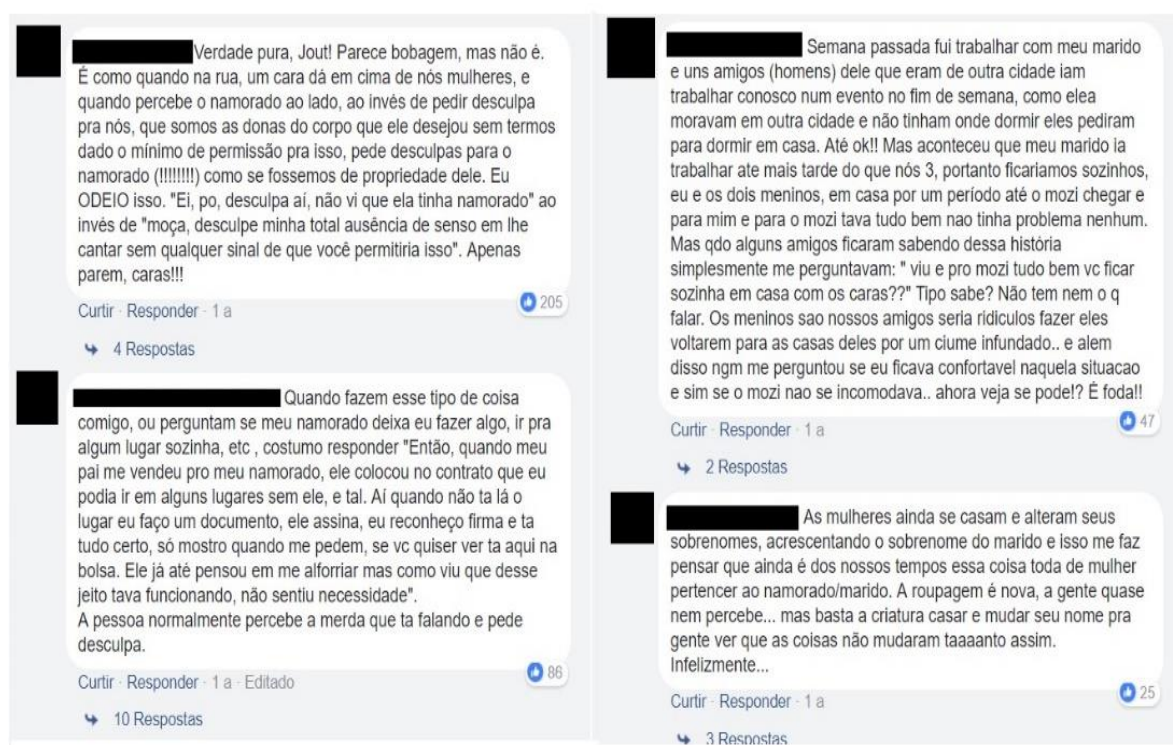 Verdade pura, Jout! Parece bobagem, mas não é.
É como quando na rua, um cara dá em cima de nós mulheres, e
quando percebe o namorado ao lado, ao invés de pedir desculpa
pra nós, que somos as donas do corpo que ele desejou sem termos
dado o mínimo de permissão pra isso, pede desculpas para o
namorado (!!!!!!!!) como se fossemos de propriedade dele. Eu
ODEIO isso. "Ei, po, desculpa aí, não vi que ela tinha namorado" ao
invés de "moça, desculpe minha total ausência de senso em lhe
cantar sem qualquer sinal de que você permitiria isso". Apenas
parem, caras!!!
Curtir · Responder · 1 a
205
4 Respostas
Quando fazem esse tipo de coisa
comigo, ou perguntam se meu namorado deixa eu fazer algo, ir pra
algum lugar sozinha, etc , costumo responder "Então, quando meu
pai me vendeu pro meu namorado, ele colocou no contrato que eu
podia ir em alguns lugares sem ele, e tal. Aí quando não ta lá o
lugar eu faço um documento, ele assina, eu reconheço firma e ta
tudo certo, só mostro quando me pedem, se vc quiser ver ta aqui na
bolsa. Ele já até pensou em me alforriar mas como viu que desse
jeito tava funcionando, não sentiu necessidade".
A pessoa normalmente percebe a merda que ta falando e pede
desculpa.
Curtir · Responder · 1 a · Editado
86
10 Respostas
Semana passada fui trabalhar com meu marido
e uns amigos (homens) dele que eram de outra cidade iam
trabalhar conosco num evento no fim de semana, como elea
moravam em outra cidade e não tinham onde dormir eles pediram
para dormir em casa. Até ok!! Mas aconteceu que meu marido Ia
trabalhar ate mais tarde do que nós 3, portanto ficariamos sozinhos,
eu e os dois meninos, em casa por um período até o mozi chegar e
para mim e para o mozi tava tudo bem nao tinha problema nenhum.
Mas qdo alguns amigos ficaram sabendo dessa história
simplesmente me perguntavam: " viu e pro mozi tudo bem vc ficar
sozinha em casa com os caras??" Tipo sabe? Não tem nem o q
falar. Os meninos sao nossos amigos seria ridiculos fazer eles
voltarem para as casas deles por um ciume infundado.. e alem
disso ngm me perguntou se eu ficava confortavel naquela situacao
e sim se o mozi nao se incomodava.. ahora veja se pode!? É foda!!
Curtir · Responder · 1 a
47
2 Respostas
As mulheres ainda se casam e alteram seus
sobrenomes, acrescentando o sobrenome do marido e isso me faz
pensar que ainda é dos nossos tempos essa coisa toda de mulher
pertencer ao namorado/marido. A roupagem é nova, a gente quase
nem percebe... mas basta a criatura casar e mudar seu nome pra
gente ver que as coisas não mudaram taaaanto assim.
Infelizmente...
Curtir · Responder · 1 a
25
3 Respostas